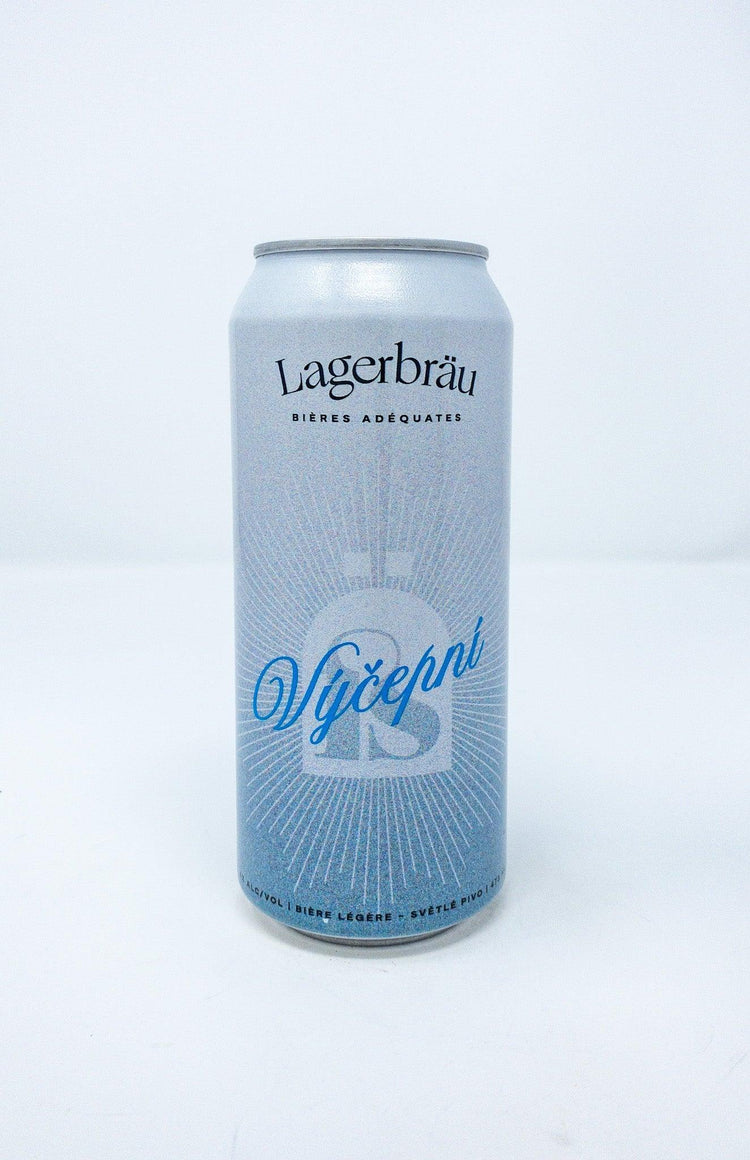 Lagerbräu
BIÈRES ADÉQUATES
Výčepní
ALC/VOL | BIÈRE LÉGÈRE - SVĚTLÉ PIVO |